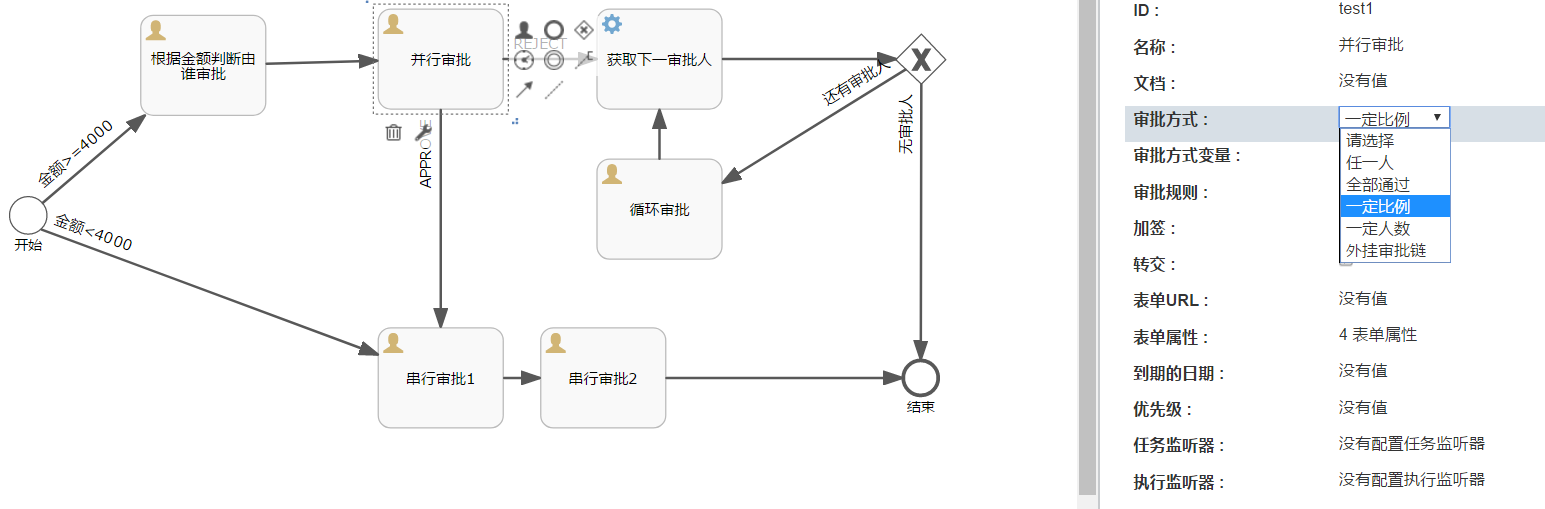 根据金额判断由
谁审批
并行审批
REJECT
获取下一审批人
还有审批人
无审批人
金额>=4000
金额<4000
开始
APPROVE
循环审批
串行审批1
串行审批2
结束
ID： test1
名称： 并行审批
文档： 没有值
审批方式： 一定比例
请选择
任一人
全部通过
一定比例
一定人数
外挂审批链
审批方式变量：
审批规则：
加签：
转交：
表单URL： 没有值
表单属性： 4 表单属性
到期的日期： 没有值
优先级： 没有值
任务监听器： 没有配置任务监听器
执行监听器： 没有配置执行监听器